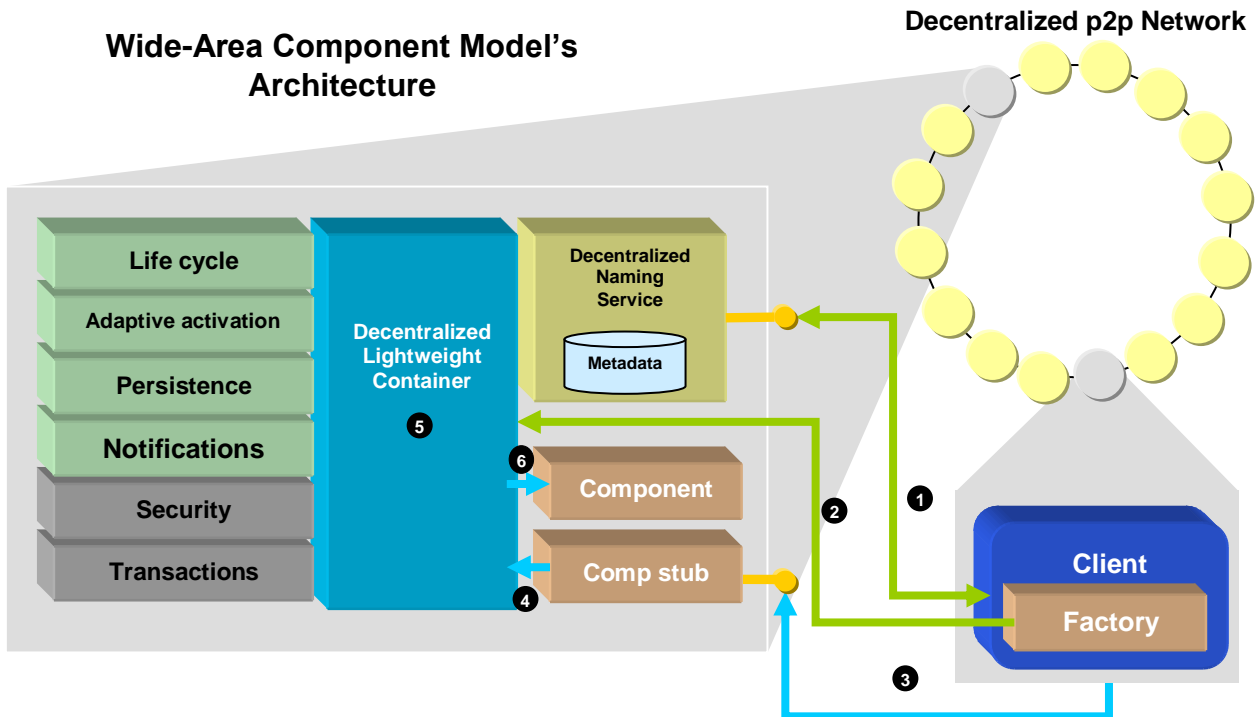 Wide-Area Component Model’s
Architecture
Decentralized p2p Network
Life cycle
Adaptive activation
Persistence
Notifications
Security
Transactions
Decentralized
Lightweight
Container
5
Decentralized
Naming
Service
Metadata
6
Component
Comp stub
4
2
1
3
Client
Factory